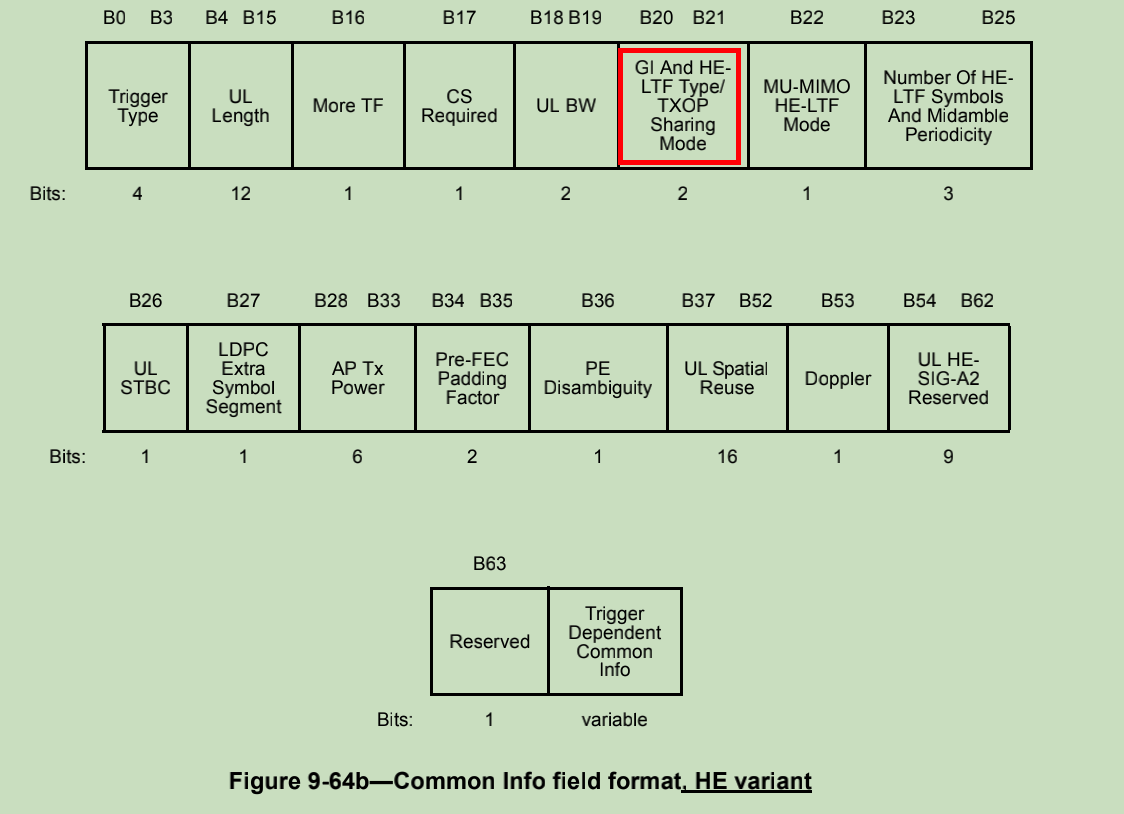 B0 B3 B4 B15 B16 B17 B18 B19 B20 B21 B22 B23 B25
Trigger
Type
UL
Length
More TF
CS
Required
UL BW
GI And HE-
LTF Type/
TXOP
Sharing
Mode
MU-MIMO
HE-LTF
Mode
Number Of HE-
LTF Symbols
And Midamble
Periodicity
Bits: 4 12 1 1 2 2 1 3
B26 B27 B28 B33 B34 B35 B36 B37 B52 B53 B54 B62
UL
STBC
LDPC
Extra
Symbol
Segment
AP Tx
Power
Pre-FEC
Padding
Factor
PE
Disambiguity
UL Spatial
Reuse
Doppler
UL HE-
SIG-A2
Reserved
Bits: 1 1 6 2 1 16 1 9
B63
Reserved
Trigger
Dependent
Common
Info
Bits: 1 variable
Figure 9-64b—Common Info field format, HE variant